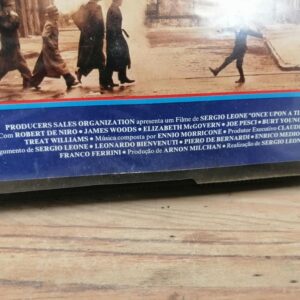 PRODUCERS SALES ORGANIZATION apresenta um Filme de SERGIO LEONE "ONCE UPON A TI
Com ROBERT DE NIRO • JAMES WOODS • ELIZABETH McGOVERN • JOE PESCI • BURT YOUN
TREAT WILLIAMS • Música composta por ENNIO MORRICONE • Produtor Executivo CLAUD
gumento de SERGIO LEONE • LEONARDO BIENVENUTI • PIERO DE BERNARDI • ENRICO MEDIO
FRANCO FERRINI • Produção de ARNON MILCHAN • Realização de SERGIO LEON